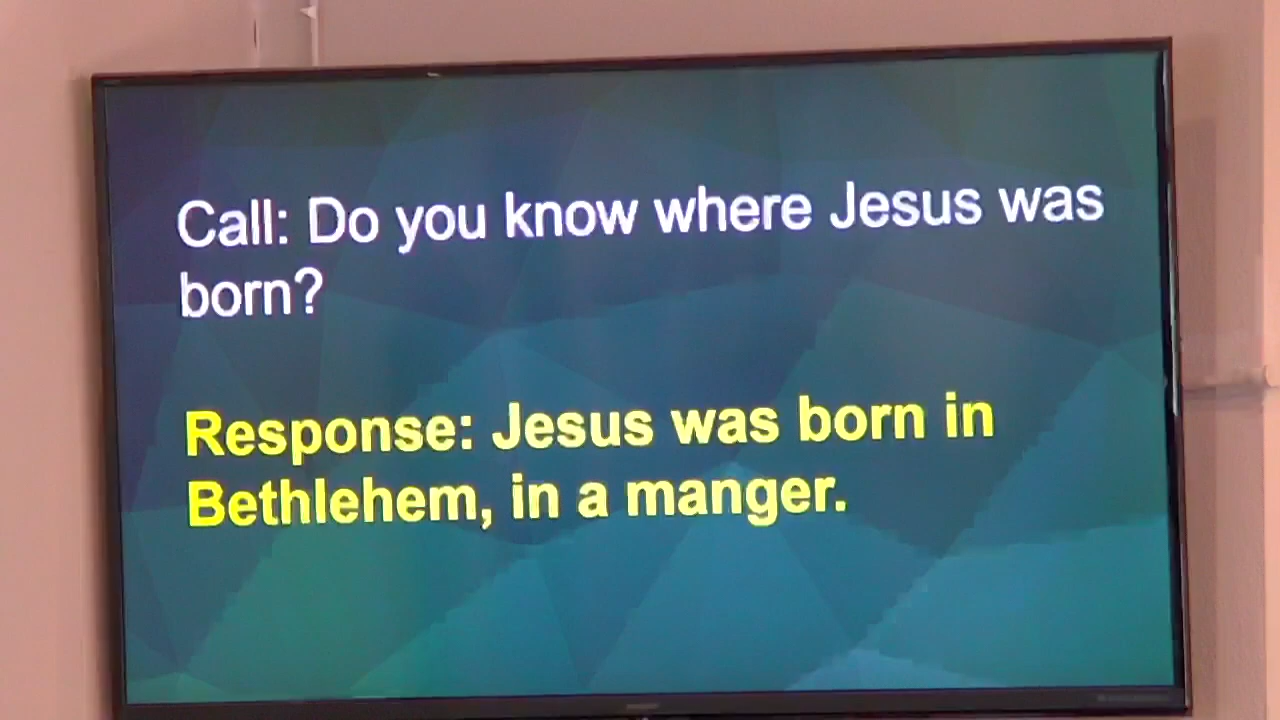 Call: Do you know where Jesus was
born?
Response: Jesus was born in
Bethlehem, in a manger.